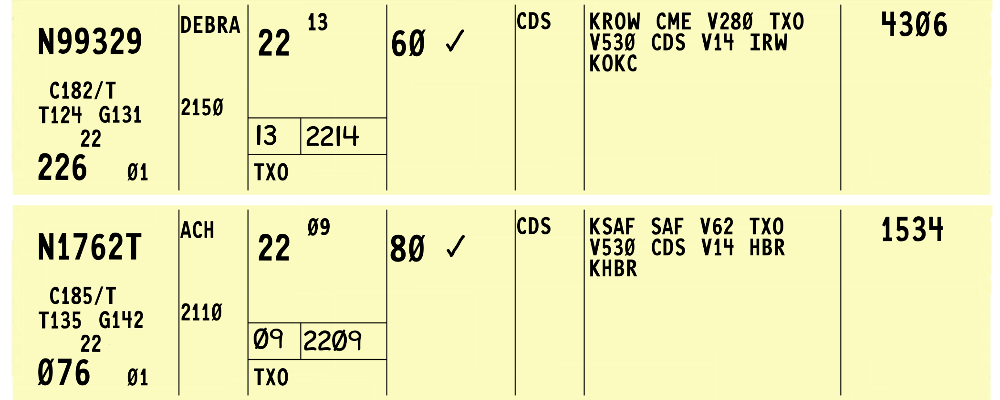 N99329
C182/T
T124 G131
22
226 Ø1
DEBRA
215Ø
22 13
13 2214
TXO
6Ø ✓
CDS
KROW CME V28Ø TXO
V53Ø CDS V14 IRW
KOKC
43Ø6
N1762T
C185/T
T135 G142
22
Ø76 Ø1
ACH
211Ø
22 Ø9
Ø9 22Ø9
TXO
8Ø ✓
CDS
KSAF SAF V62 TXO
V53Ø CDS V14 HBR
KHBR
1534